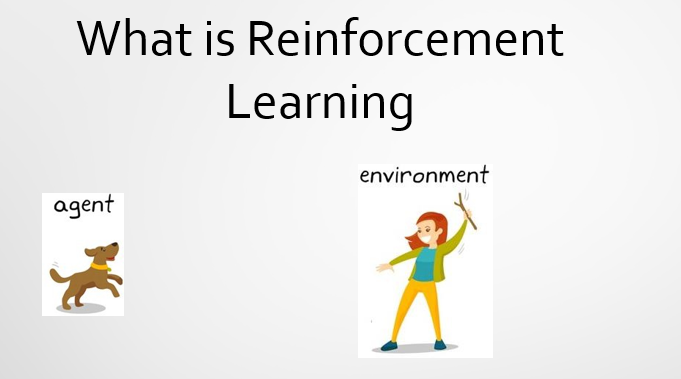 What is Reinforcement
Learning
agent
environment